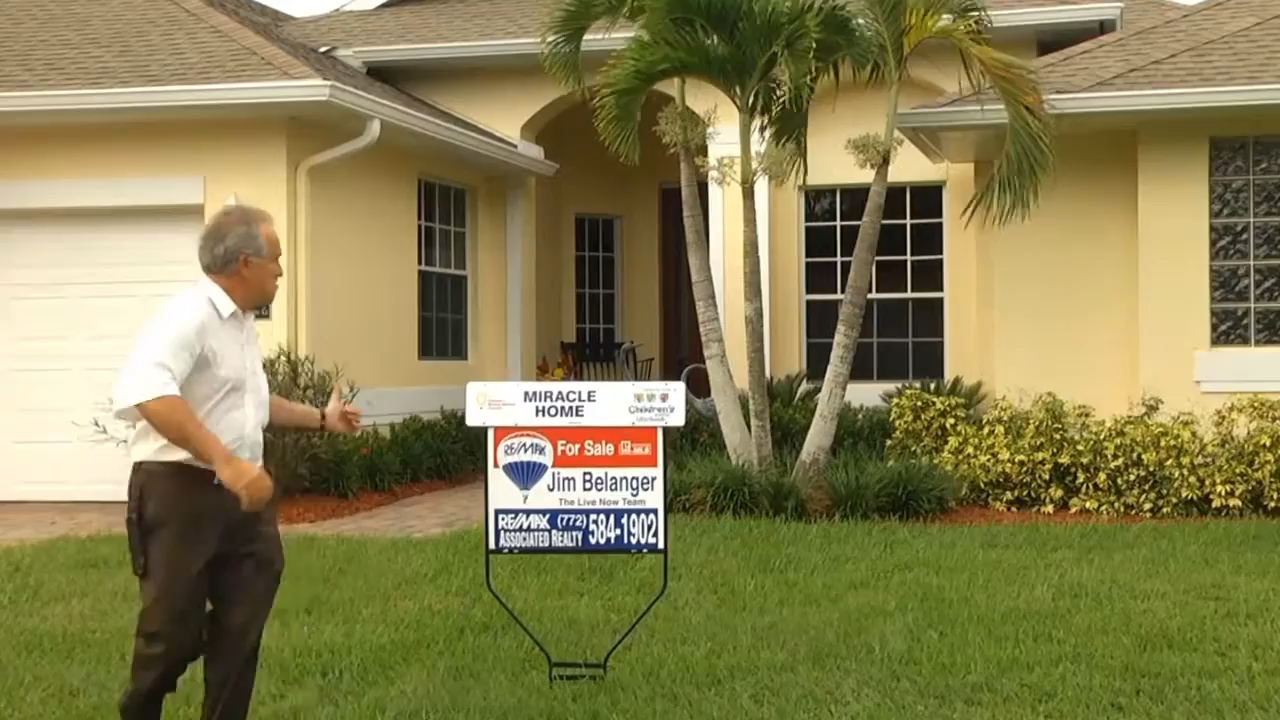 MIRACLE
HOME
Children's
RE/MAX
For Sale
Jim Belanger
The Live Now Team
RE/MAX (772) 584-1902
ASSOCIATED REALTY